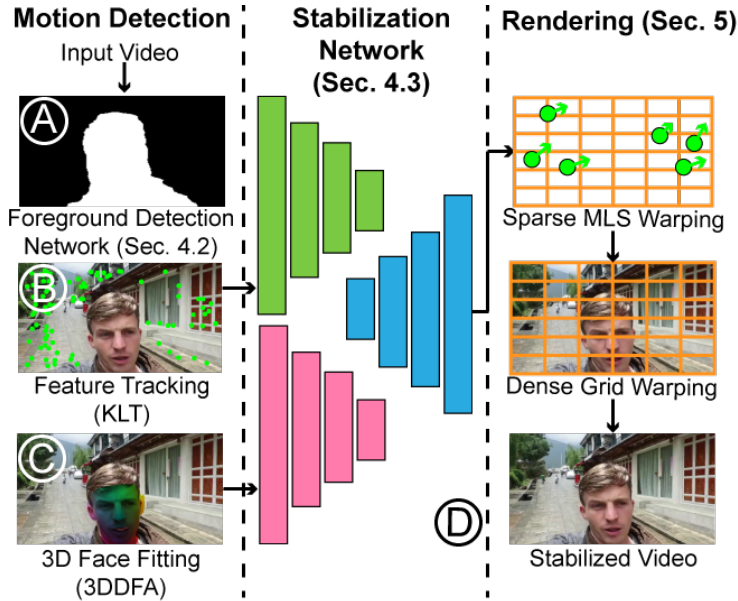 Motion Detection
Input Video
A
Foreground Detection
Network (Sec. 4.2)
B
Feature Tracking
(KLT)
C
3D Face Fitting
(3DDFA)
Stabilization
Network
(Sec. 4.3)
D
Rendering (Sec. 5)
Sparse MLS Warping
Dense Grid Warping
Stabilized Video